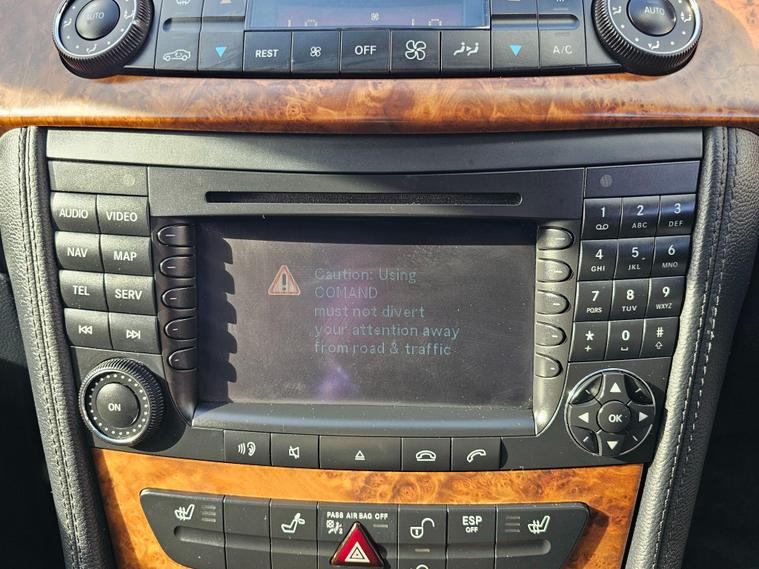 AUTO
AUTO
REST
OFF
A/C
AUDIO
VIDEO
NAV
MAP
TEL
SERV
ON
Caution: Using
COMAND
must not divert
your attention away
from road & traffic
1
2 ABC
3 DEF
4 GHI
5 JKL
6 MNO
7 PQRS
8 TUV
9 WXYZ
*
0
#
OK
PASS AIR BAG OFF
ESP
OFF